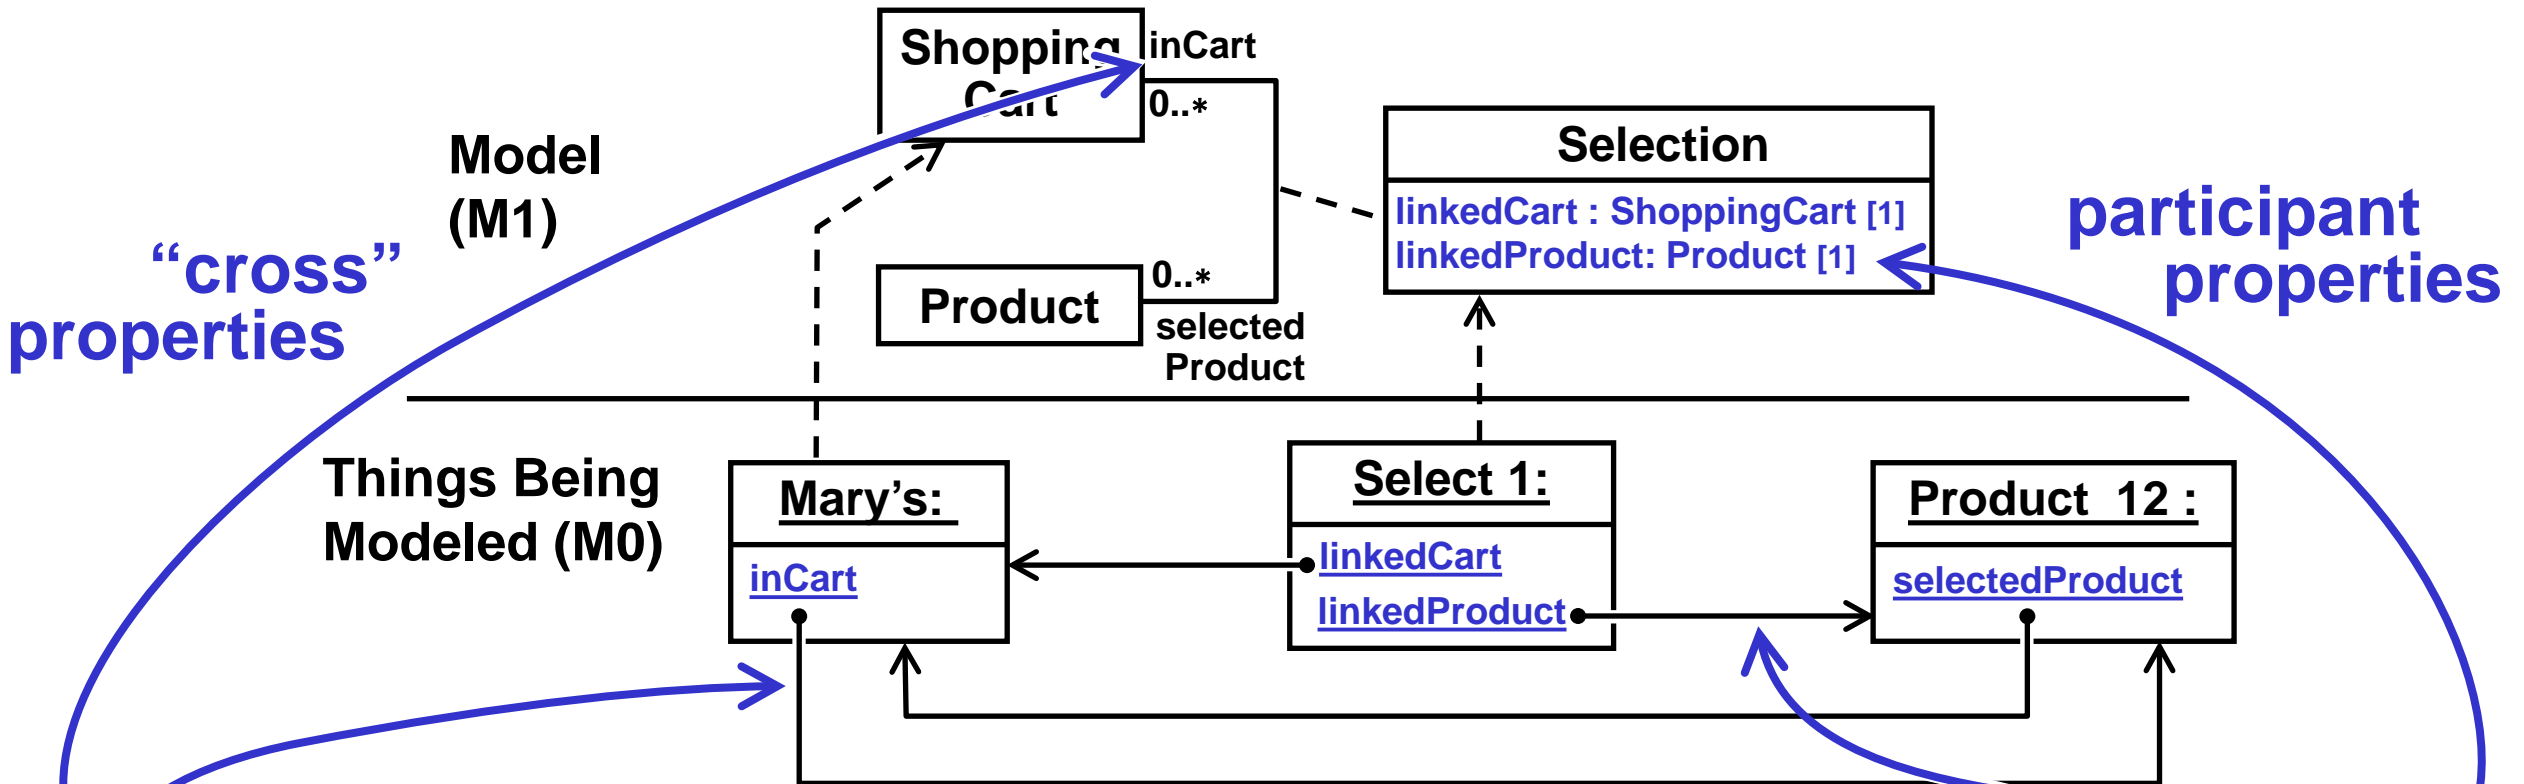 Shopping
Cart
inCart
0..*
Model
(M1)
Selection
linkedCart : ShoppingCart [1]
linkedProduct: Product [1]
participant
properties
“cross”
properties
0..*
Product
selected
Product
Things Being
Modeled (M0)
Mary’s:
inCart
Select 1:
linkedCart
linkedProduct
Product 12 :
selectedProduct